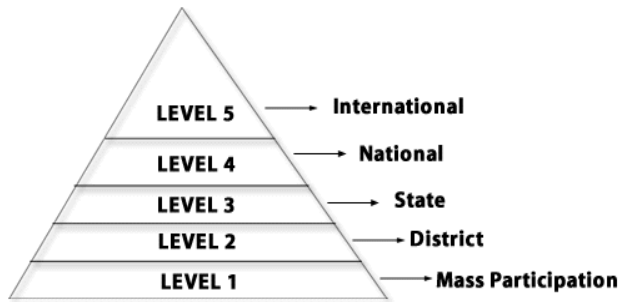 LEVEL 5 International
LEVEL 4 National
LEVEL 3 State
LEVEL 2 District
LEVEL 1 Mass Participation